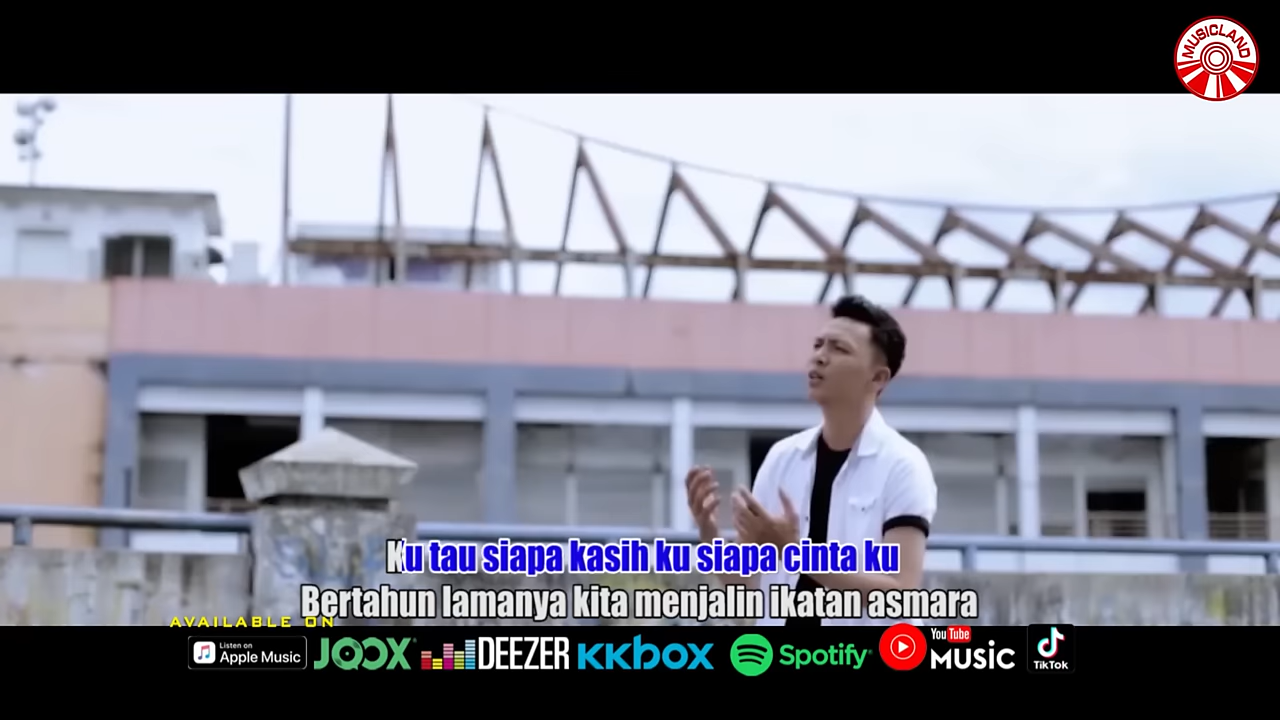 MUSICLAND
Ku tau siapa kasih ku siapa cinta ku
Bertahun lamanya kita menjalin ikatan asmara
AVAILABLE ON
Listen on
Apple Music
JOOX
DEEZER
KKBOX
Spotify
YouTube
MUSIC
TikTok